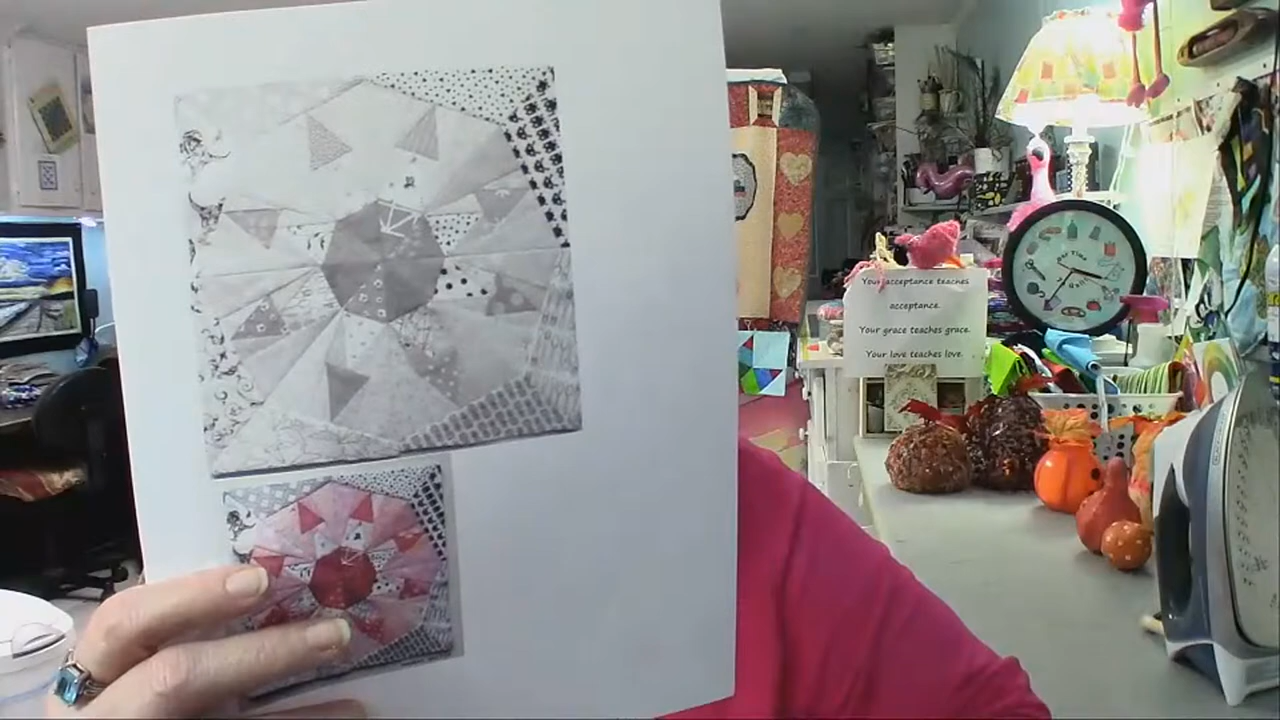 Your acceptance teaches
acceptance.
Your grace teaches grace.
Your love teaches love.